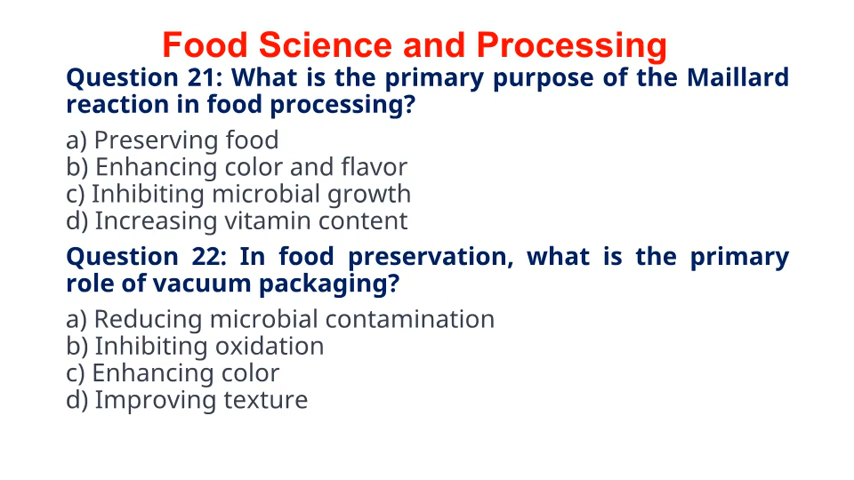 Food Science and Processing
Question 21: What is the primary purpose of the Maillard
reaction in food processing?
a) Preserving food
b) Enhancing color and flavor
c) Inhibiting microbial growth
d) Increasing vitamin content
Question 22: In food preservation, what is the primary
role of vacuum packaging?
a) Reducing microbial contamination
b) Inhibiting oxidation
c) Enhancing color
d) Improving texture